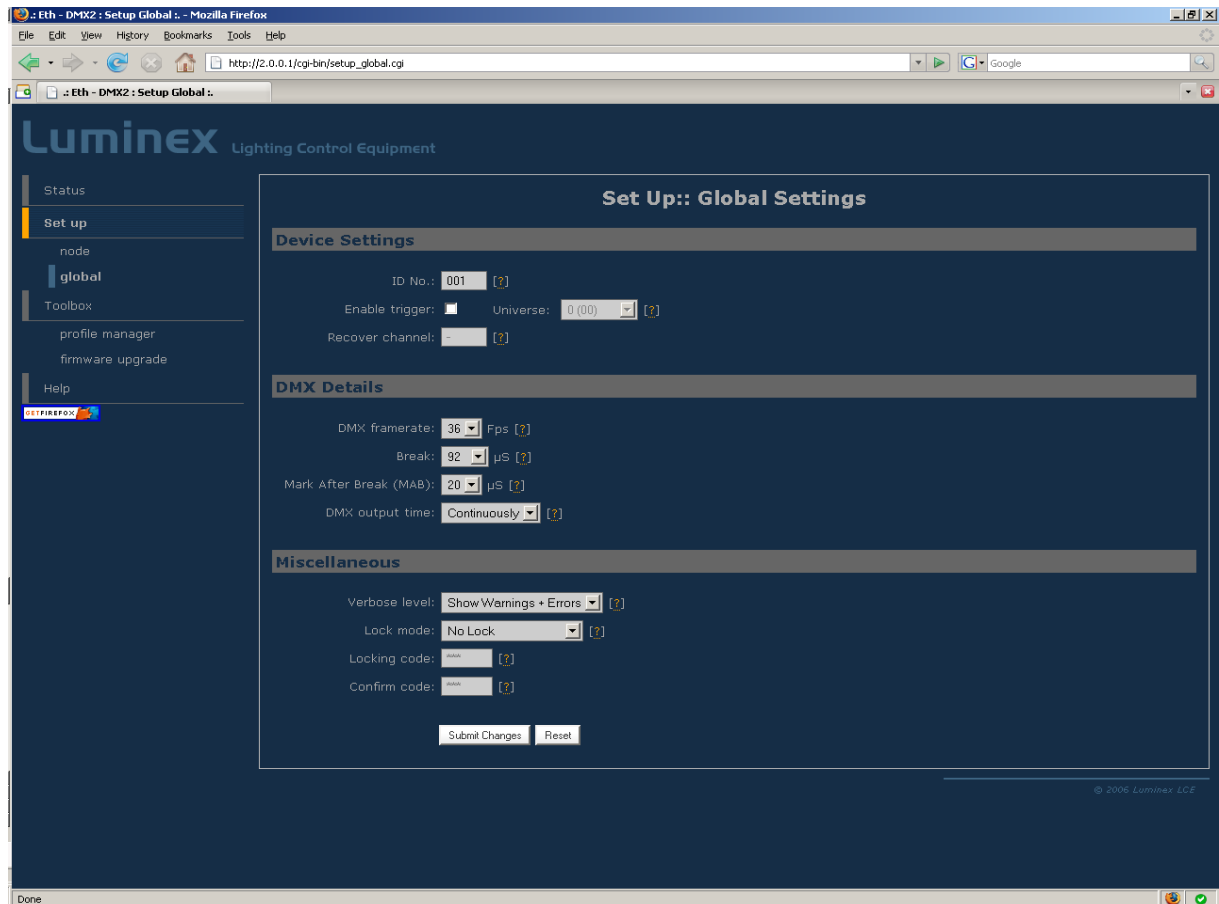 .: Eth - DMX2 : Setup Global :. - Mozilla Firefox
File Edit View History Bookmarks Tools Help
http://2.0.0.1/cgi-bin/setup_global.cgi
G Google
.: Eth - DMX2 : Setup Global :.
Luminex Lighting Control Equipment
Status
Set up
node
global
Toolbox
profile manager
firmware upgrade
Help
GETFIREFOX
Set Up:: Global Settings
Device Settings
ID No.: 001 [?]
Enable trigger: Universe: 0 (00) [?]
Recover channel: - [?]
DMX Details
DMX framerate: 36 Fps [?]
Break: 92 µS [?]
Mark After Break (MAB): 20 µS [?]
DMX output time: Continuously [?]
Miscellaneous
Verbose level: Show Warnings + Errors [?]
Lock mode: No Lock [?]
Locking code: *** [?]
Confirm code: *** [?]
Submit Changes Reset
© 2006 Luminex LCE
Done